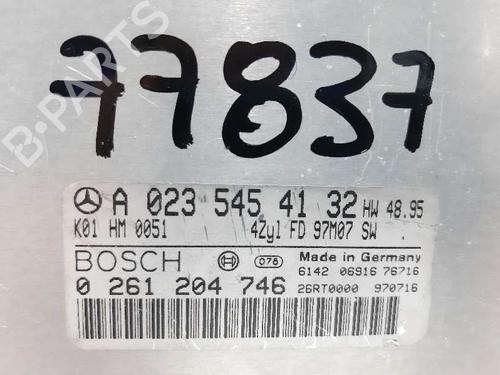 77837
A 023 545 41 32 HW 48.95
K01 HM 0051 4Zyl FD 97M07 SW .
BOSCH 078 Made in Germany
6142 06916 76716
0 261 204 746 26RT0000 970716
B-PARTS